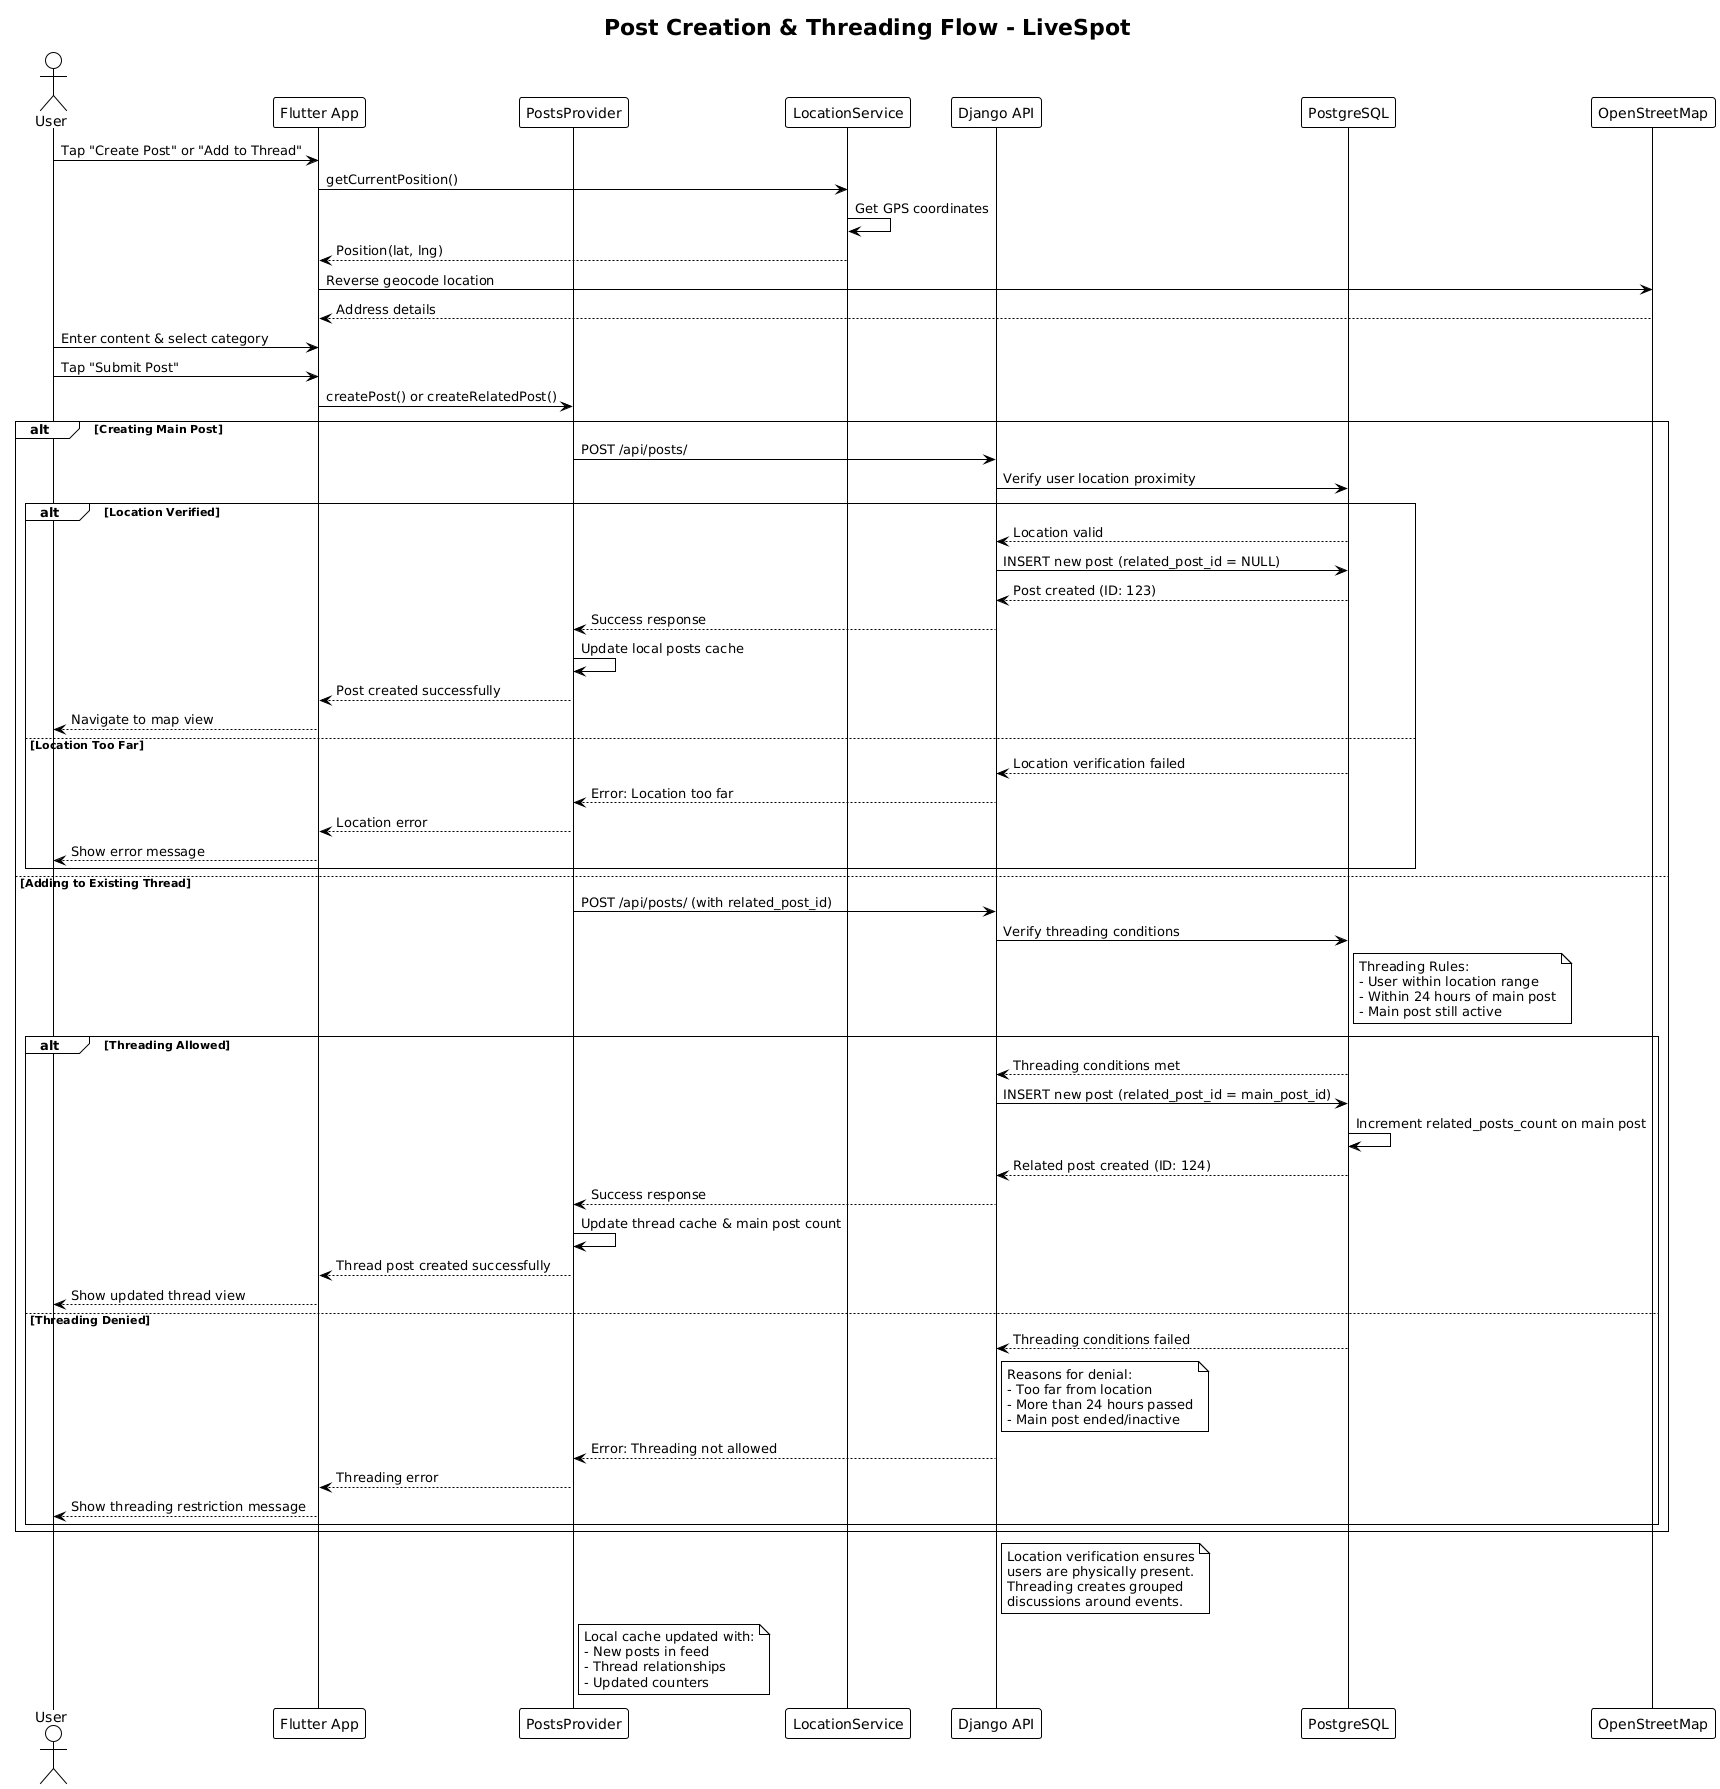 Post Creation & Threading Flow - LiveSpot
User
Flutter App
PostsProvider
LocationService
Django API
PostgreSQL
OpenStreetMap
Tap "Create Post" or "Add to Thread"
getCurrentPosition()
Get GPS coordinates
Position(lat, lng)
Reverse geocode location
Address details
Enter content & select category
Tap "Submit Post"
createPost() or createRelatedPost()
alt [Creating Main Post]
POST /api/posts/
Verify user location proximity
alt [Location Verified]
Location valid
INSERT new post (related_post_id = NULL)
Post created (ID: 123)
Success response
Update local posts cache
Post created successfully
Navigate to map view
[Location Too Far]
Location verification failed
Error: Location too far
Location error
Show error message
[Adding to Existing Thread]
POST /api/posts/ (with related_post_id)
Verify threading conditions
Threading Rules:
- User within location range
- Within 24 hours of main post
- Main post still active
alt [Threading Allowed]
Threading conditions met
INSERT new post (related_post_id = main_post_id)
Increment related_posts_count on main post
Related post created (ID: 124)
Success response
Update thread cache & main post count
Thread post created successfully
Show updated thread view
[Threading Denied]
Threading conditions failed
Reasons for denial:
- Too far from location
- More than 24 hours passed
- Main post ended/inactive
Error: Threading not allowed
Threading error
Show threading restriction message
Location verification ensures
users are physically present.
Threading creates grouped
discussions around events.
Local cache updated with:
- New posts in feed
- Thread relationships
- Updated counters
User
Flutter App
PostsProvider
LocationService
Django API
PostgreSQL
OpenStreetMap